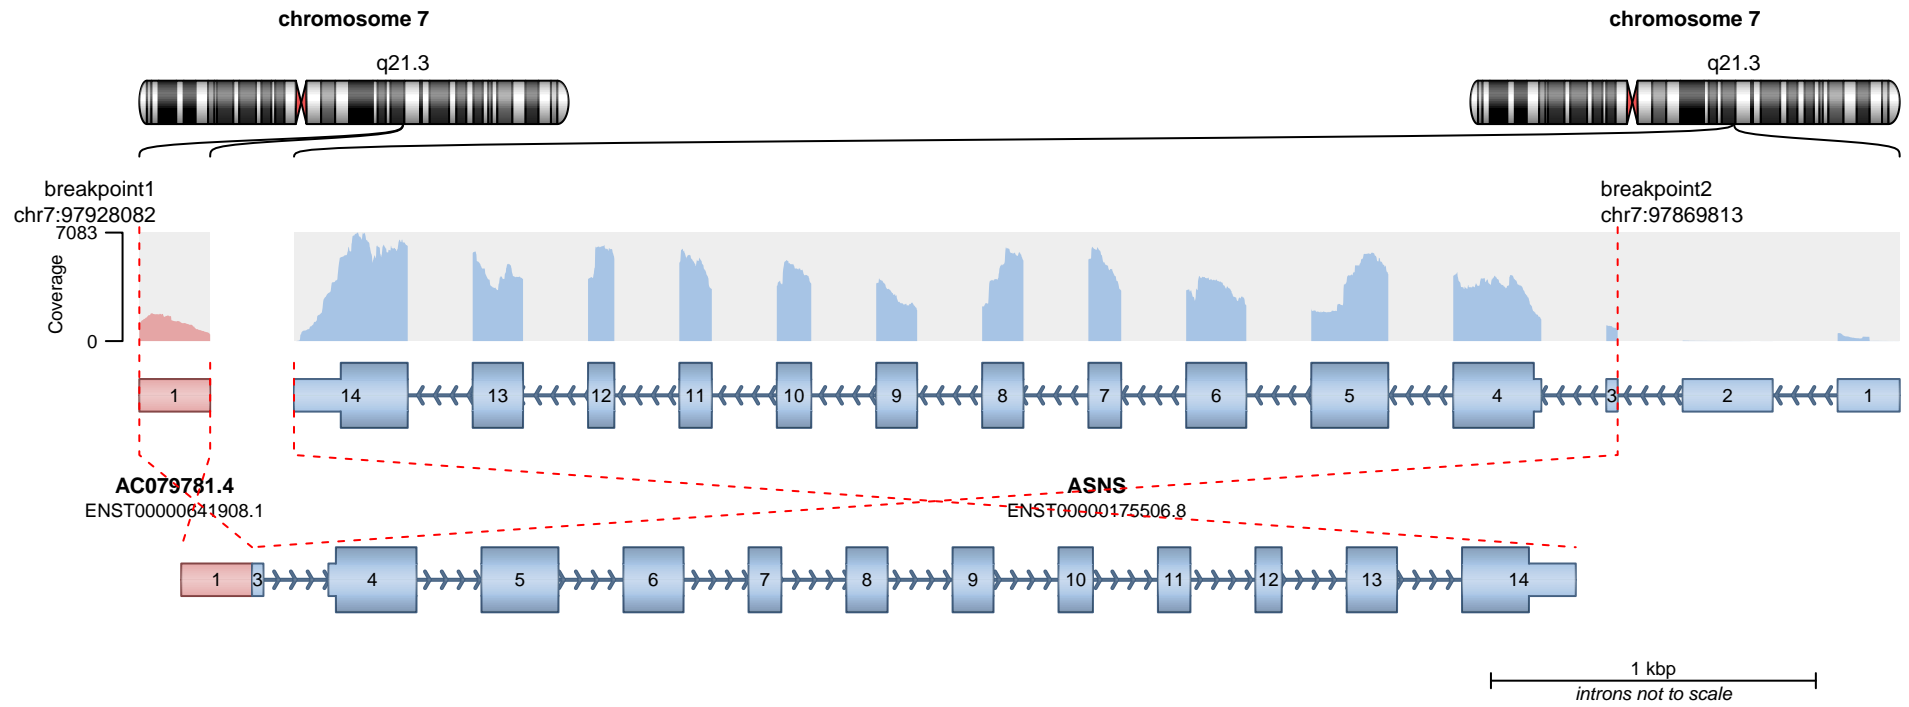 chromosome 7
chromosome 7
q21.3
q21.3
breakpoint1
chr7:97928082
breakpoint2
chr7:97869813
7083
Coverage
0
1
14 13 12 11 10 9 8 7 6 5 4 3 2 1
AC079781.4
ENST00000641908.1
ASNS
ENST00000175506.8
1 3 4 5 6 7 8 9 10 11 12 13 14
1 kbp
introns not to scale